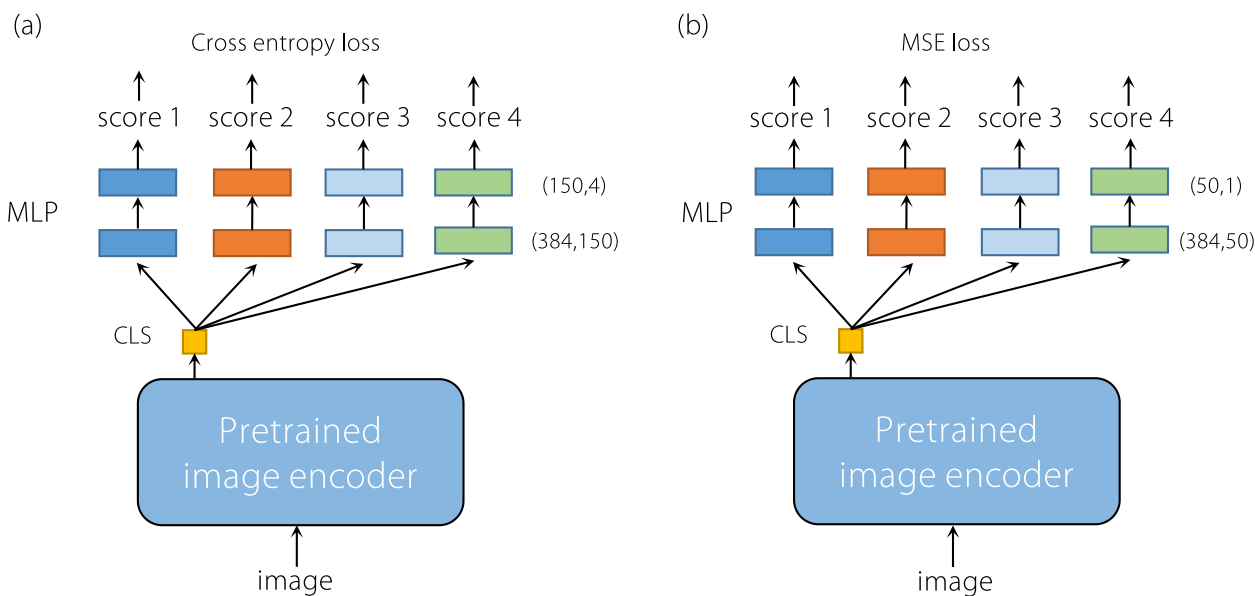 (a)
Cross entropy loss
score 1 score 2 score 3 score 4
(150,4)
MLP
(384,150)
CLS
Pretrained
image encoder
image
(b)
MSE loss
score 1 score 2 score 3 score 4
(50,1)
MLP
(384,50)
CLS
Pretrained
image encoder
image